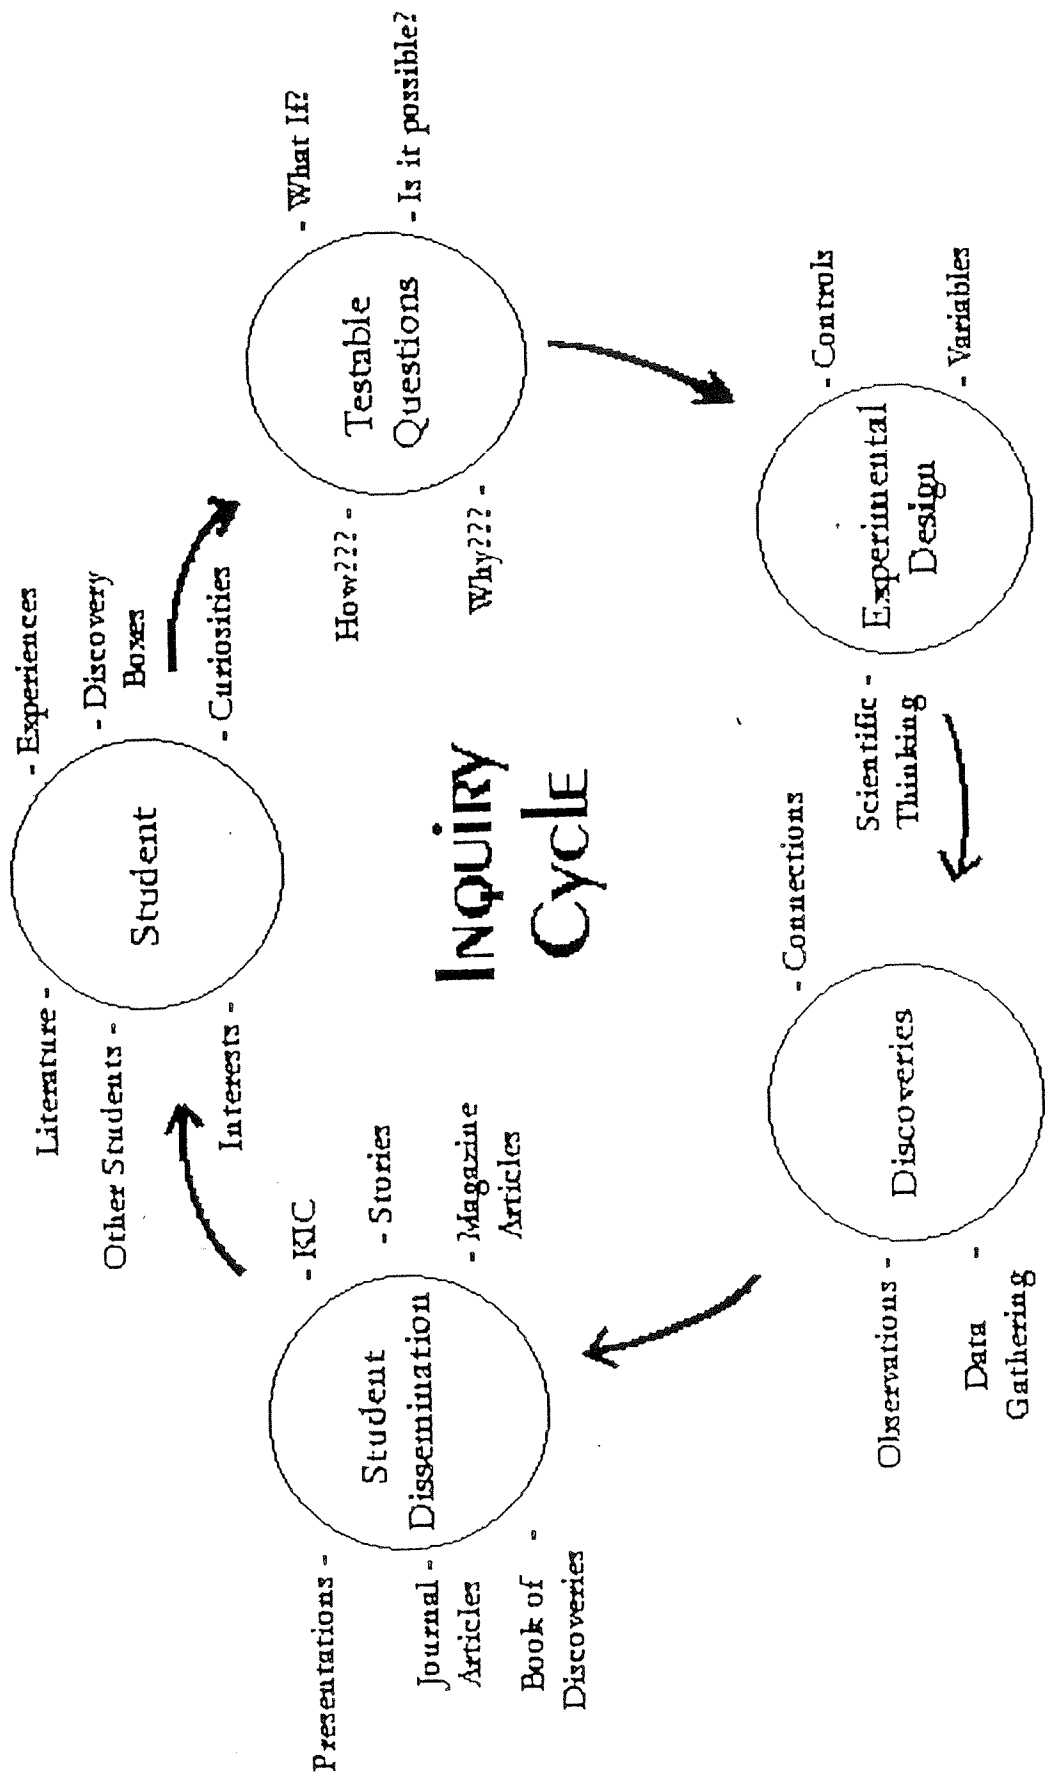 Literature -
Other Students -
Interests -
Student
- Experiences
- Discovery
Boxes
- Curiosities
How??? -
Why??? -
Testable
Questions
- What If?
- Is it possible?
Scientific -
Thinking
Experimental
Design
- Controls
- Variables
Observations -
Data -
Gathering
Discoveries
- Connections
Presentations -
Journal -
Articles
Book of -
Discoveries
Student
Dissemination
- KIC
- Stories
- Magazine
Articles
INQUIRY
CYCLE